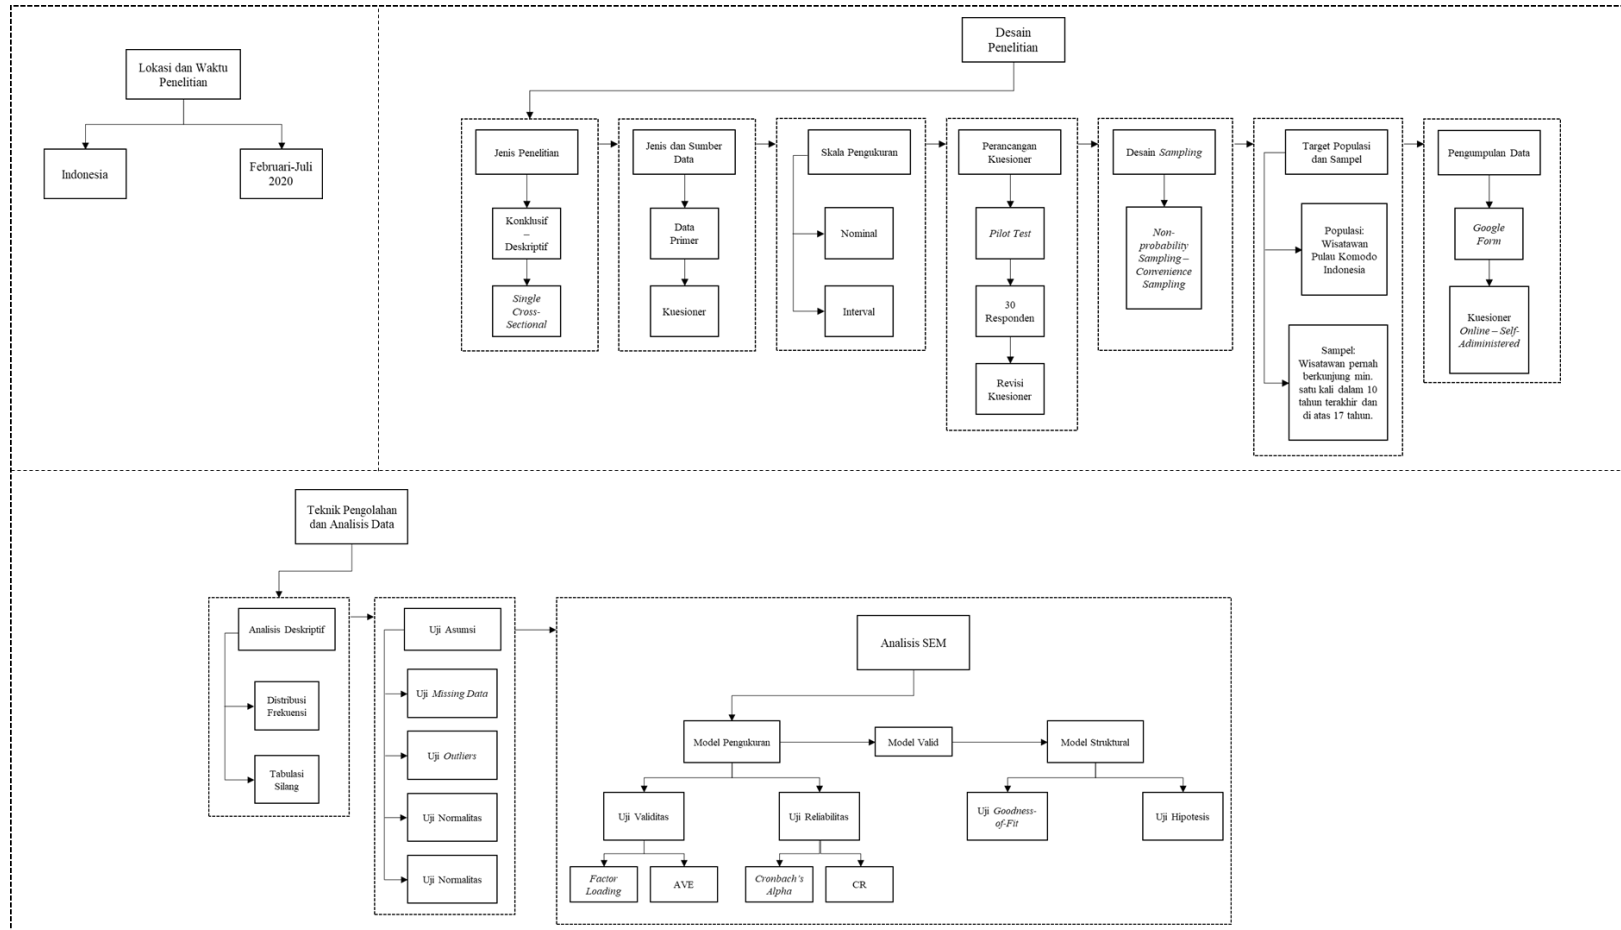 Lokasi dan Waktu
Penelitian
Indonesia
Februari-Juli
2020
Desain
Penelitian
Jenis Penelitian
Konklusif
–
Deskriptif
Single
Cross-
Sectional
Jenis dan Sumber
Data
Data
Primer
Kuesioner
Skala Pengukuran
Nominal
Interval
Perancangan
Kuesioner
Pilot Test
30
Responden
Revisi
Kuesioner
Desain Sampling
Non-
probability
Sampling –
Convenience
Sampling
Target Populasi
dan Sampel
Populasi:
Wisatawan
Pulau Komodo
Indonesia
Sampel:
Wisatawan pernah
berkunjung min.
satu kali dalam 10
tahun terakhir dan
di atas 17 tahun.
Pengumpulan Data
Google
Form
Kuesioner
Online – Self-
Adiministered
Teknik Pengolahan
dan Analisis Data
Analisis Deskriptif
Distribusi
Frekuensi
Tabulasi
Silang
Uji Asumsi
Uji Missing Data
Uji Outliers
Uji Normalitas
Uji Normalitas
Analisis SEM
Model Pengukuran
Model Valid
Model Struktural
Uji Validitas
Uji Reliabilitas
Uji Goodness-
of-Fit
Uji Hipotesis
Factor
Loading
AVE
Cronbach's
Alpha
CR